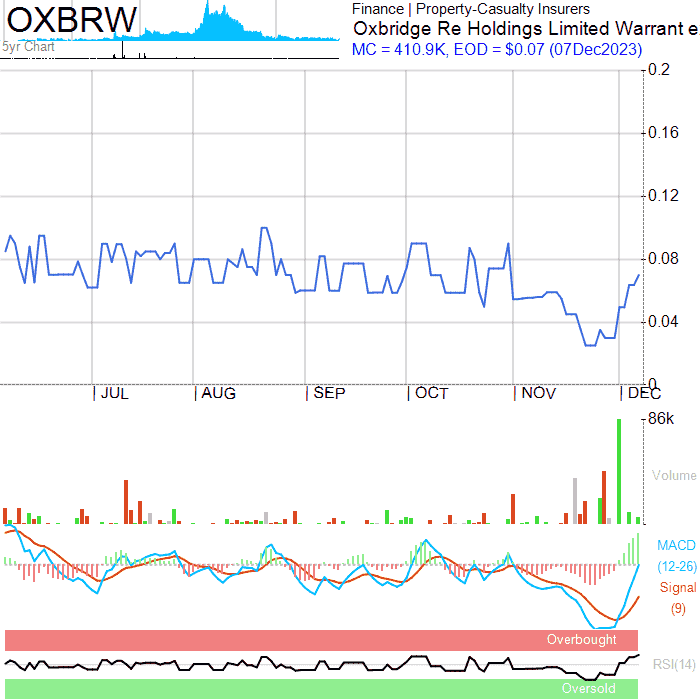 OXBRW
5yr Chart
Finance | Property-Casualty Insurers
Oxbridge Re Holdings Limited Warrant e
MC = 410.9K, EOD = $0.07 (07Dec2023)
0.2
0.16
0.12
0.08
0.04
0
JUL AUG SEP OCT NOV DEC
86k
Volume
MACD
(12-26)
Signal
(9)
Overbought
RSI(14)
Oversold